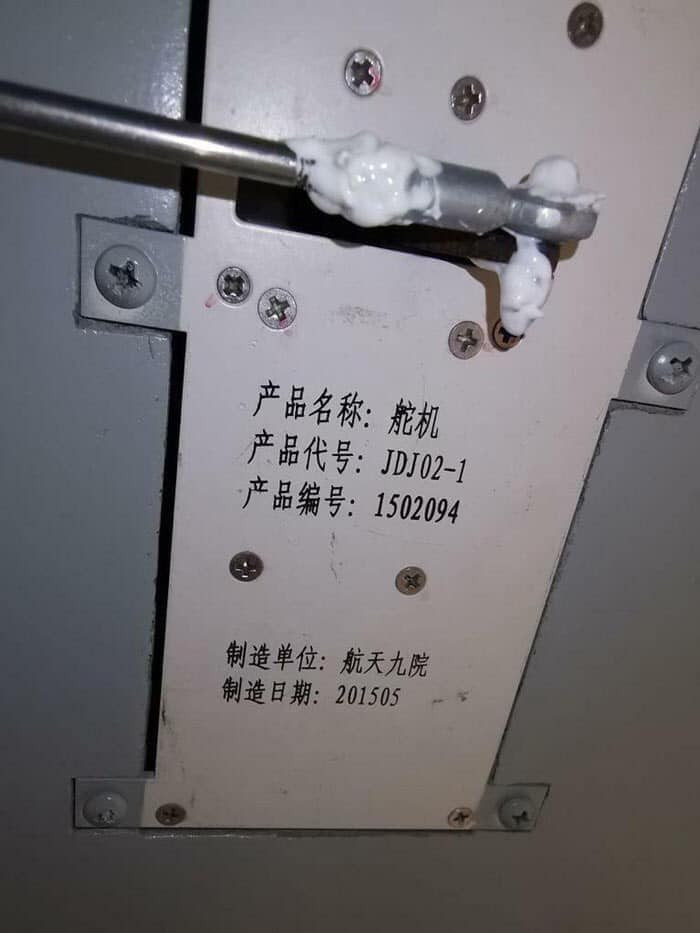 产品名称：舵机
产品代号：JDJ02-1
产品编号：1502094
制造单位：航天九院
制造日期：201505